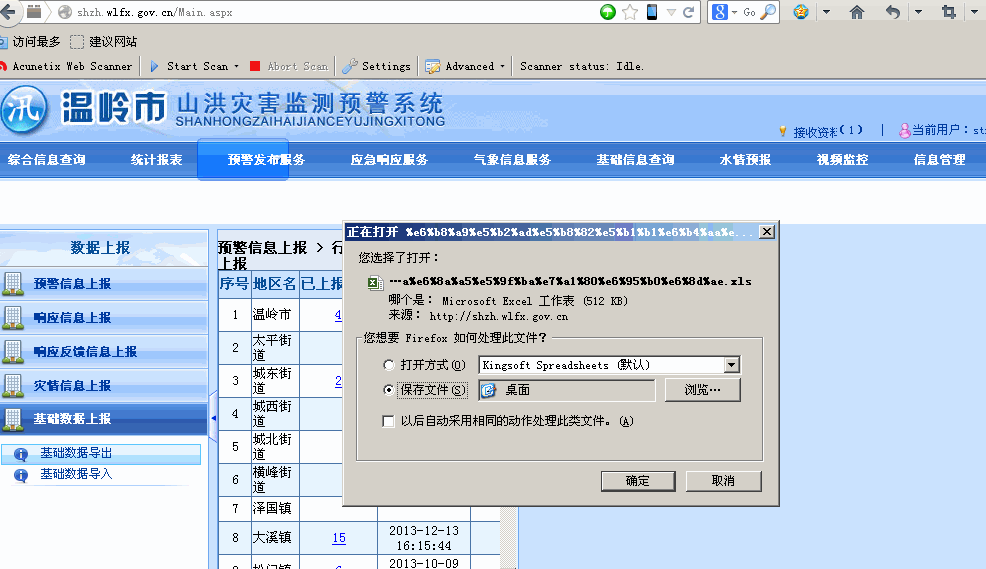 shzh.wlfx.gov.cn/Main.aspx
Go
访问最多 建议网站
Acunetix Web Scanner Start Scan Abort Scan Settings Advanced Scanner status: Idle.
汛 温岭市 山洪灾害监测预警系统
SHANHONGZAIHAIJIANCEYUJINGXITONG
接收资料(1) | 当前用户：
综合信息查询 统计报表 预警发布服务 应急响应服务 气象信息服务 基础信息查询 水情预报 视频监控 信息管理
数据上报
预警信息上报
响应信息上报
响应反馈信息上报
灾情信息上报
基础数据上报
基础数据导出
基础数据导入
预警信息上报 > 行
上报
序号 地区名 已上报
1 温岭市 4
2 太平街道
3 城东街道 2
4 城西街道
5 城北街道
6 横峰街道
7 泽国镇
8 大溪镇 15 2013-12-13 16:15:44
2013-10-09
正在打开 %e6%b8%a9%e5%b2%ad%e5%b8%82%e5%b1%b1%e6%b4%aa%e...
您选择了打开：
…a%e6%8a%a5%e5%9f%ba%e7%a1%80%e6%95%b0%e6%8d%ae.xls
哪个是： Microsoft Excel 工作表 (512 KB)
来源： http://shzh.wlfx.gov.cn
您想要 Firefox 如何处理此文件？
打开方式(O) Kingsoft Spreadsheets (默认)
保存文件(S) 桌面 浏览…
以后自动采用相同的动作处理此类文件。(A)
确定 取消